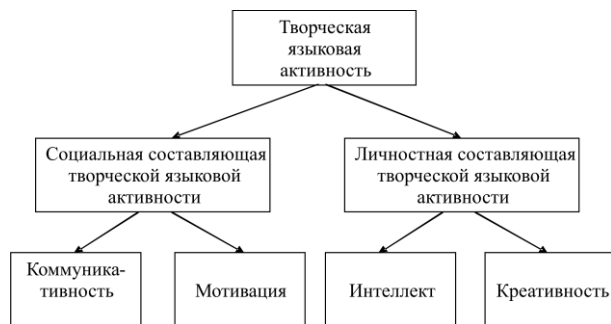 Творческая
языковая
активность
Социальная составляющая
творческой языковой
активности
Личностная составляющая
творческой языковой
активности
Коммуника-
тивность
Мотивация
Интеллект
Креативность